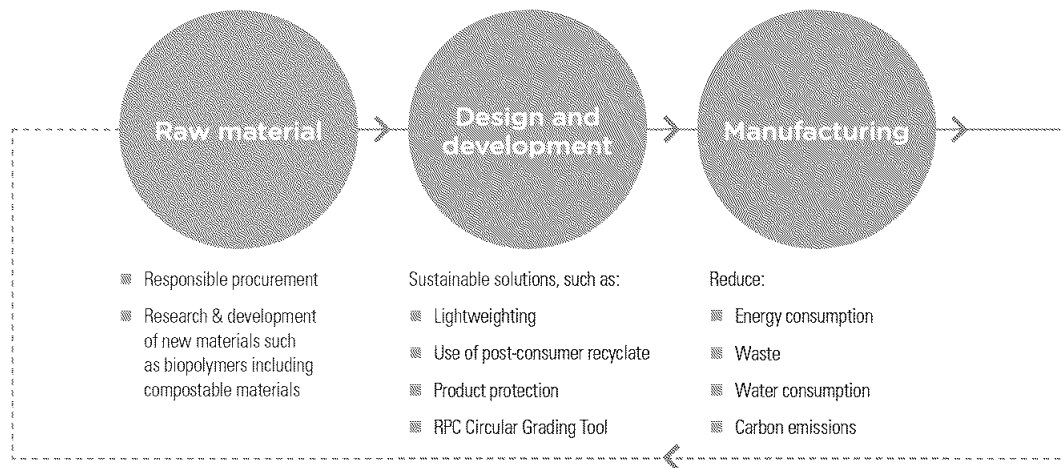 Raw material
Design and
development
Manufacturing
Responsible procurement
Research & development
of new materials such
as biopolymers including
compostable materials
Sustainable solutions, such as:
Lightweighting
Use of post-consumer recyclate
Product protection
RPC Circular Grading Tool
Reduce:
Energy consumption
Waste
Water consumption
Carbon emissions